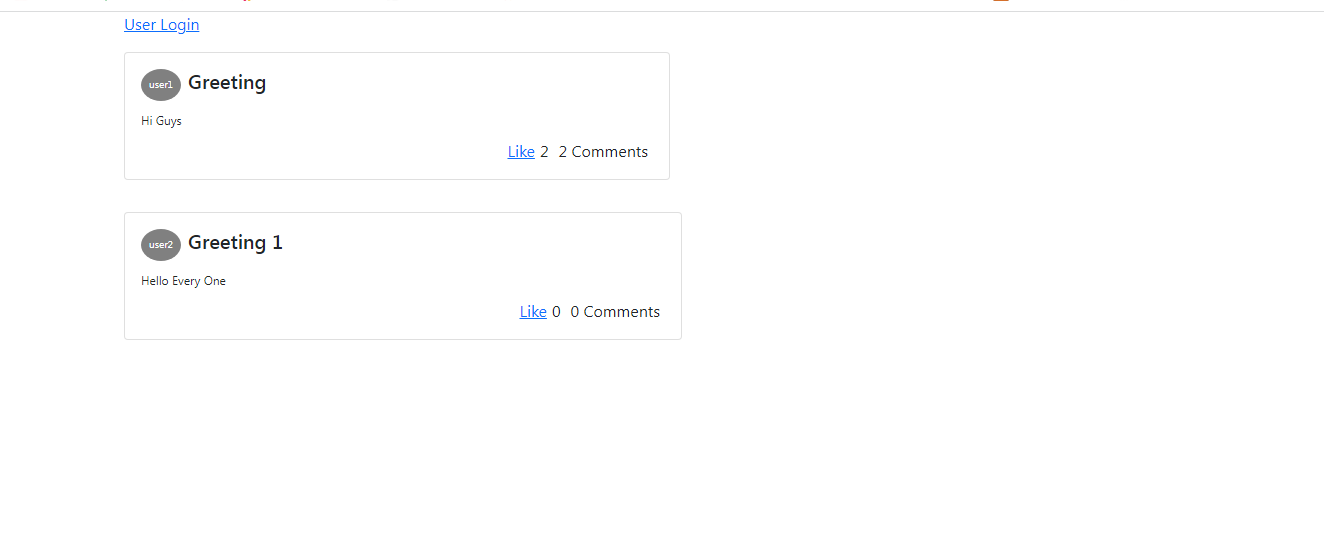 User Login
user1 Greeting
Hi Guys
Like 2 2 Comments
user2 Greeting 1
Hello Every One
Like 0 0 Comments